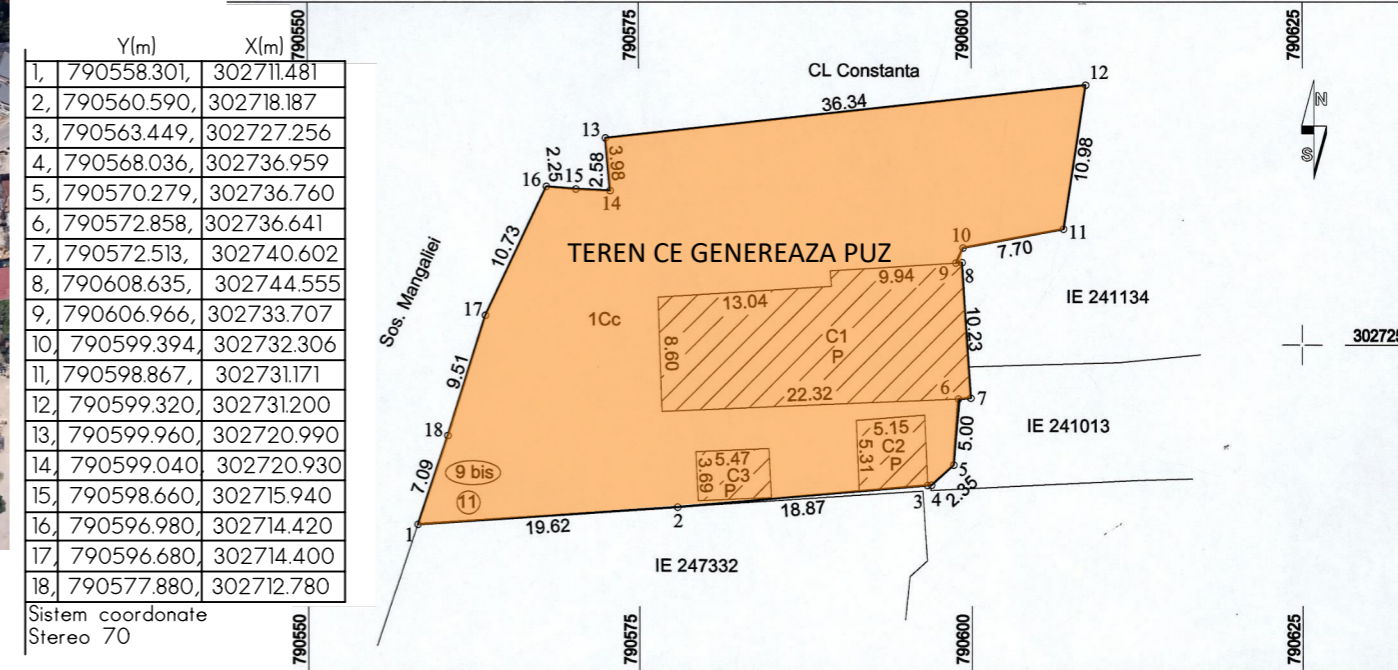 Y(m) X(m)
1, 790558.301, 302711.481
2, 790560.590, 302718.187
3, 790563.449, 302727.256
4, 790568.036, 302736.959
5, 790570.279, 302736.760
6, 790572.858, 302736.641
7, 790572.513, 302740.602
8, 790608.635, 302744.555
9, 790606.966, 302733.707
10, 790599.394, 302732.306
11, 790598.867, 302731.171
12, 790599.320, 302731.200
13, 790599.960, 302720.990
14, 790599.040, 302720.930
15, 790598.660, 302715.940
16, 790596.980, 302714.420
17, 790596.680, 302714.400
18, 790577.880, 302712.780
Sistem coordonate
Stereo 70
790550
790575
790600
790625
CL Constanta
12
36.34
13
N
S
2.25
15
2.58
3.98
16
14
10.98
11
10
7.70
TEREN CE GENEREAZA PUZ
10.73
Sos. Mangaliei
9
8
9.94
13.04
IE 241134
17
1Cc
C1
P
10.23
302725
8.60
9.51
22.32
6
7
18
5.15
C2
P
5.31
5.00
IE 241013
9 bis
11
7.09
5.47
C3
P
3.69
5
3
4
2.35
1
19.62
2
18.87
IE 247332
790550
790575
790600
790625